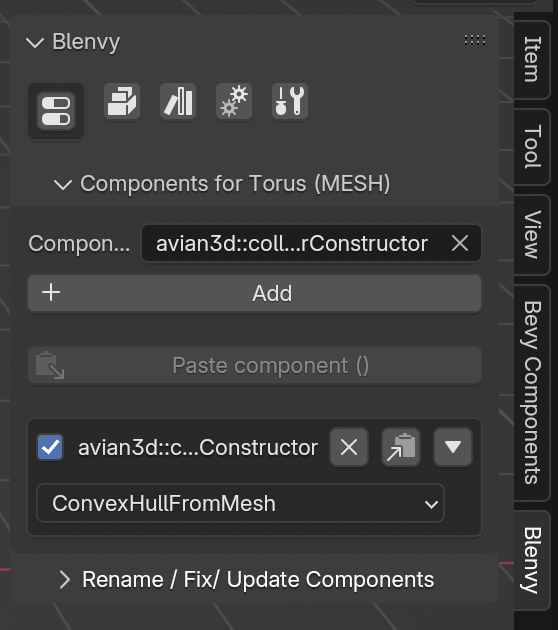 Blenvy
Components for Torus (MESH)
Compon... avian3d::coll...rConstructor
Add
Paste component ()
avian3d::c...Constructor
ConvexHullFromMesh
Rename / Fix/ Update Components
Item
Tool
View
Bevy Components
Blenvy